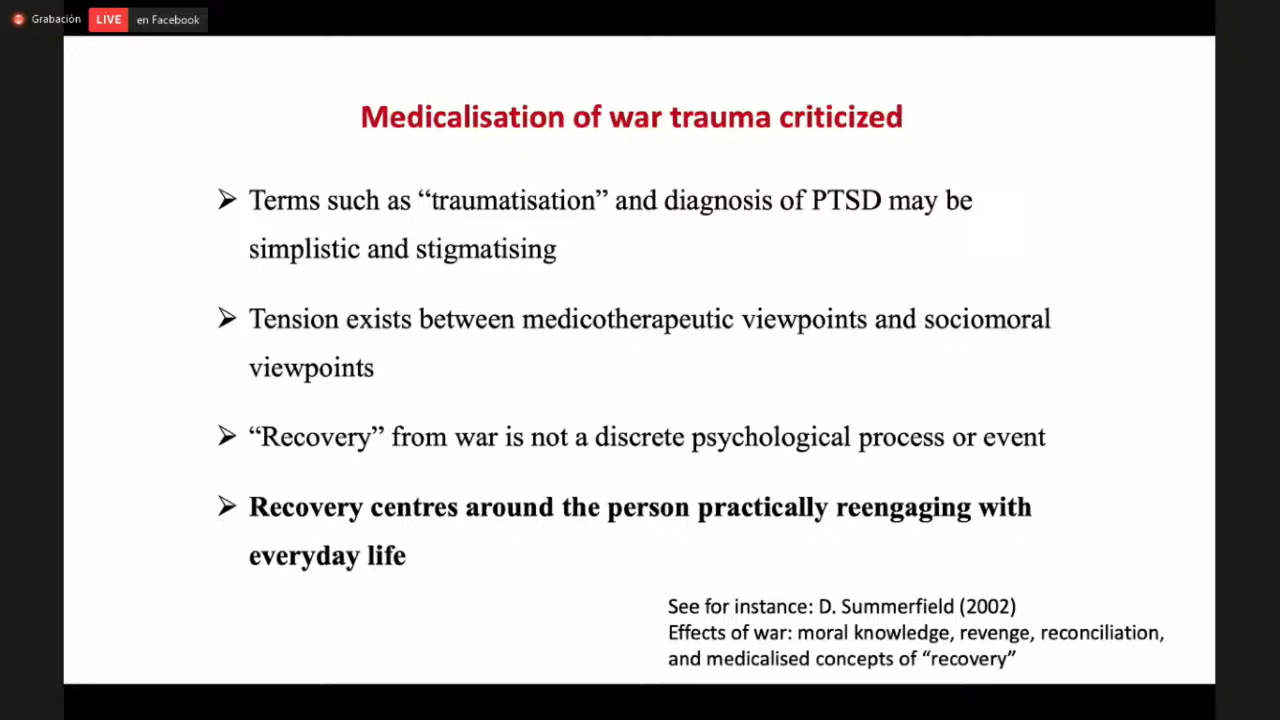 Grabación LIVE en Facebook
Medicalisation of war trauma criticized
➢ Terms such as “traumatisation” and diagnosis of PTSD may be
simplistic and stigmatising
➢ Tension exists between medicotherapeutic viewpoints and sociomoral
viewpoints
➢ “Recovery” from war is not a discrete psychological process or event
➢ Recovery centres around the person practically reengaging with
everyday life
See for instance: D. Summerfield (2002)
Effects of war: moral knowledge, revenge, reconciliation,
and medicalised concepts of “recovery”